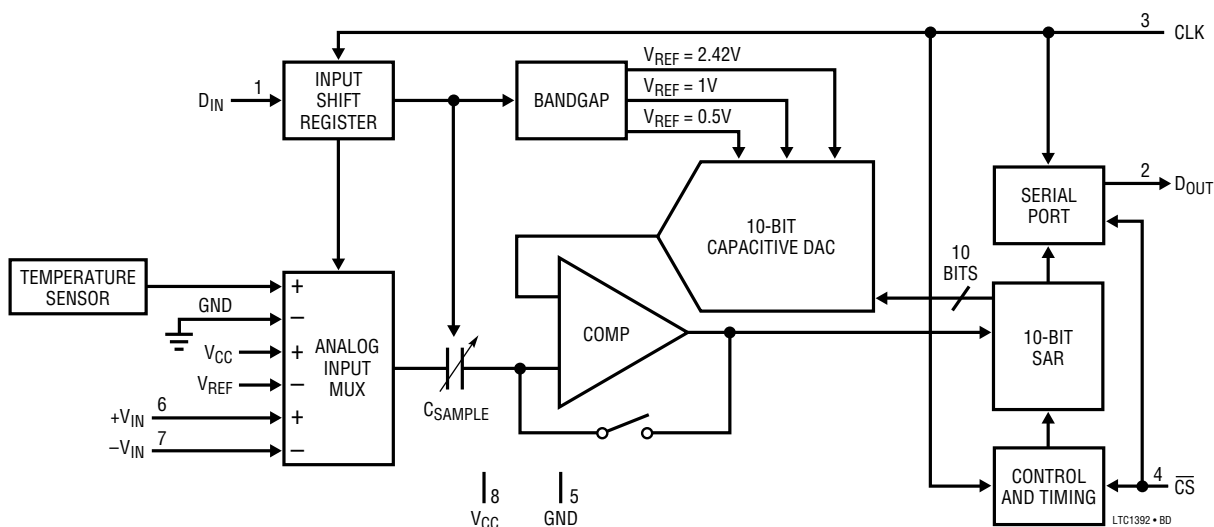 3
CLK
V_REF = 2.42V
V_REF = 1V
V_REF = 0.5V
D_IN
1
INPUT
SHIFT
REGISTER
BANDGAP
SERIAL
PORT
2
D_OUT
10-BIT
CAPACITIVE DAC
10
BITS
TEMPERATURE
SENSOR
GND
V_CC
V_REF
+V_IN
6
–V_IN
7
+
–
+
–
+
–
ANALOG
INPUT
MUX
C_SAMPLE
COMP
10-BIT
SAR
CONTROL
AND TIMING
4
C̅S̅
8
V_CC
5
GND
LTC1392 • BD